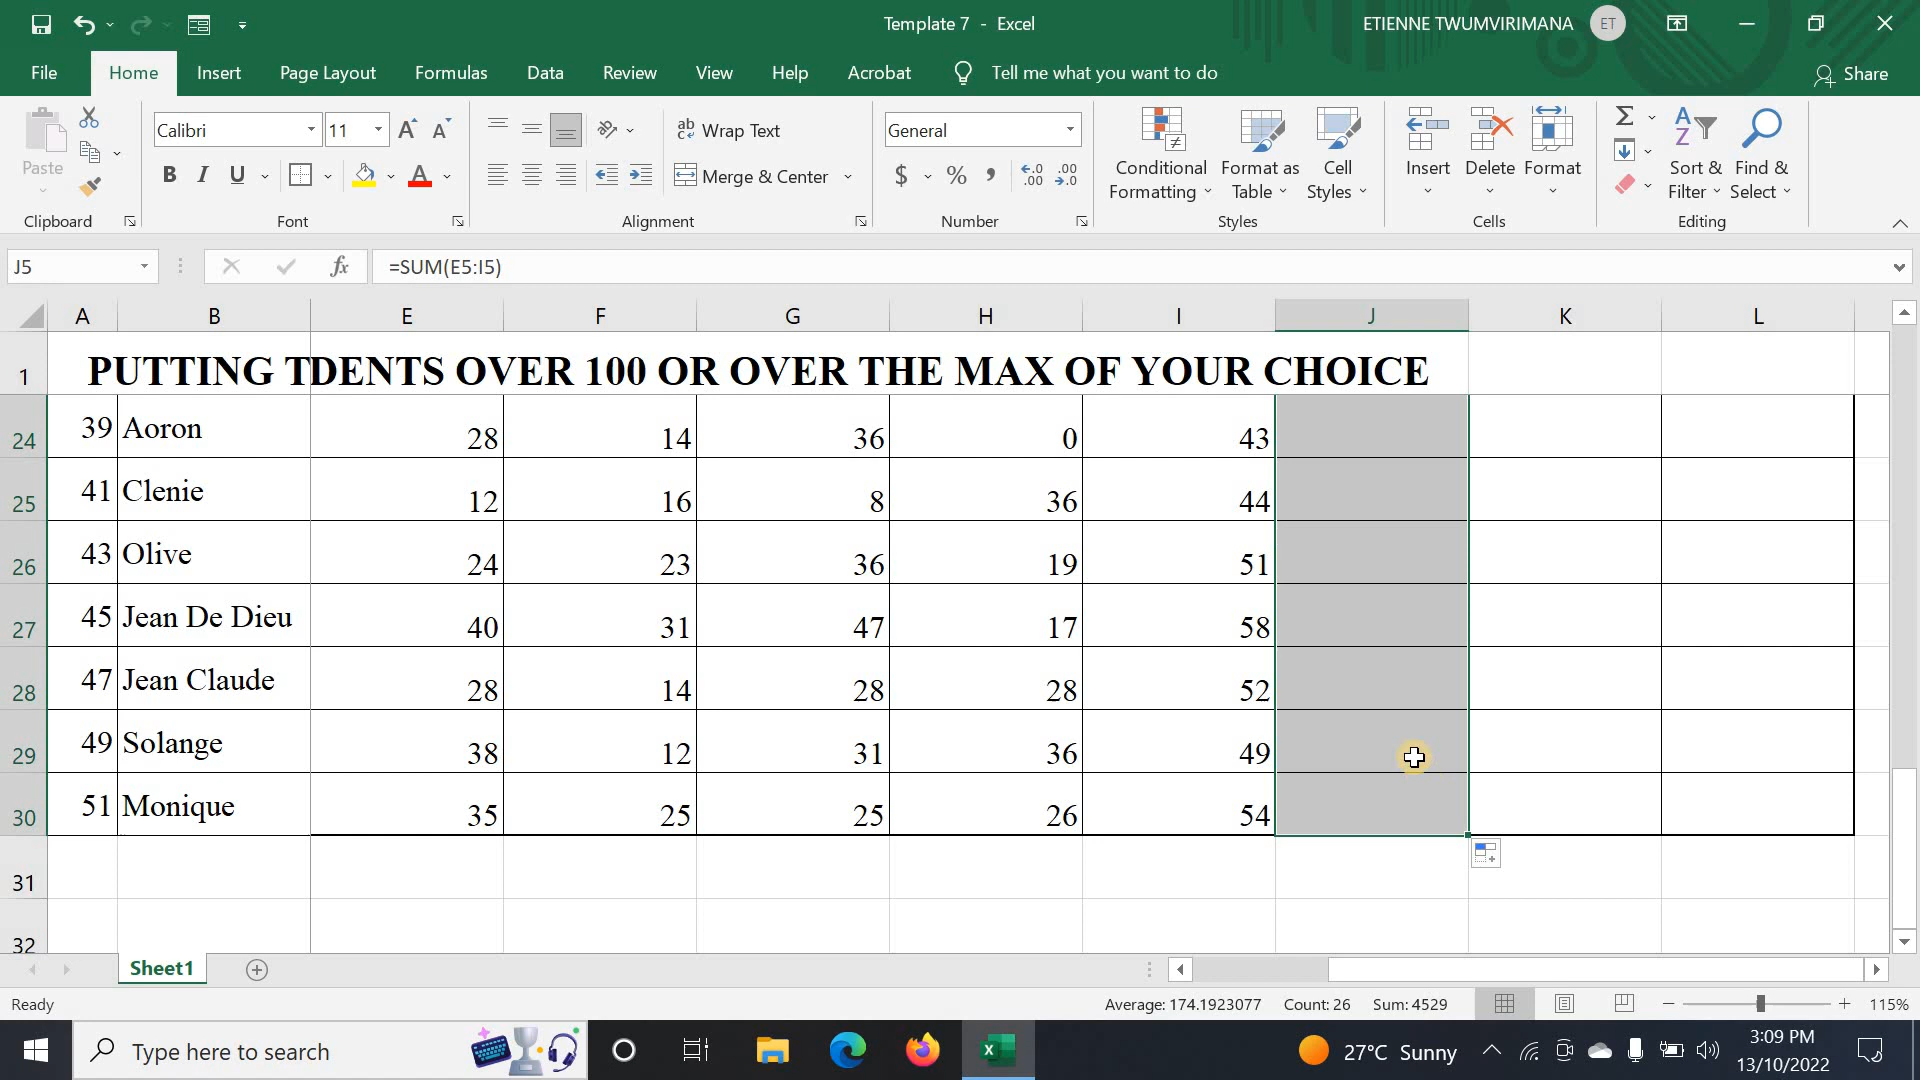 Template 7 - Excel
ETIENNE TWUMVIRIMANA ET
File Home Insert Page Layout Formulas Data Review View Help Acrobat Tell me what you want to do Share
Calibri 11 ab Wrap Text General
Paste B I U A Merge & Center $ % , Conditional Formatting Format as Table Cell Styles Insert Delete Format Sort & Filter Find & Select
Clipboard Font Alignment Number Styles Cells Editing
J5 fx =SUM(E5:I5)
A B E F G H I J K L
1 PUTTING TDENTS OVER 100 OR OVER THE MAX OF YOUR CHOICE
24 39 Aoron 28 14 36 0 43
25 41 Clenie 12 16 8 36 44
26 43 Olive 24 23 36 19 51
27 45 Jean De Dieu 40 31 47 17 58
28 47 Jean Claude 28 14 28 28 52
29 49 Solange 38 12 31 36 49
30 51 Monique 35 25 25 26 54
31
32
Sheet1
Ready Average: 174.1923077 Count: 26 Sum: 4529 115%
Type here to search 27°C Sunny 3:09 PM
13/10/2022